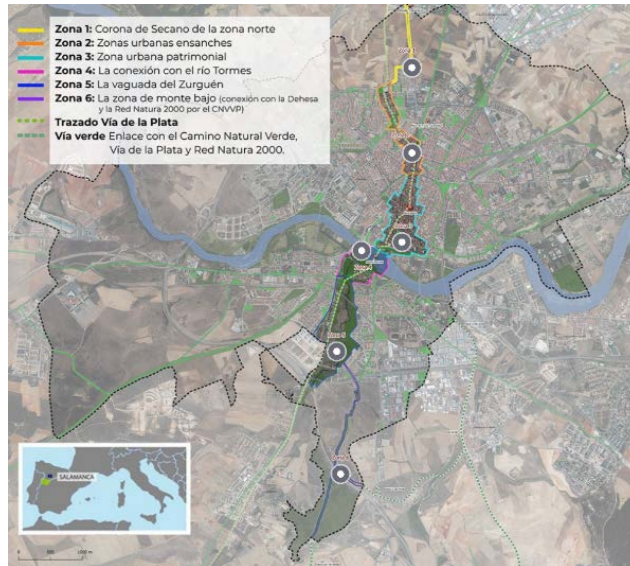 Zona 1: Corona de Secano de la zona norte
Zona 2: Zonas urbanas ensanches
Zona 3: Zona urbana patrimonial
Zona 4: La conexión con el río Tormes
Zona 5: La vaguada del Zurguén
Zona 6: La zona de monte bajo (conexión con la Dehesa
y la Red Natura 2000 por el CNVVP)
Trazado Vía de la Plata
Vía verde Enlace con el Camino Natural Verde,
Vía de la Plata y Red Natura 2000.
Zona 4
SALAMANCA
0